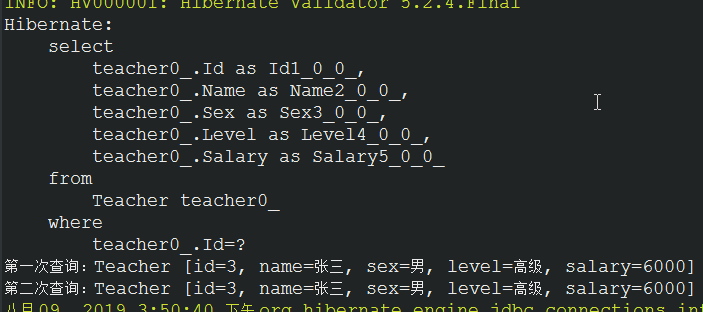 INFO: HV000001: Hibernate Validator 5.2.4.Final
Hibernate:
select
teacher0_.Id as Id1_0_0_,
teacher0_.Name as Name2_0_0_,
teacher0_.Sex as Sex3_0_0_,
teacher0_.Level as Level4_0_0_,
teacher0_.Salary as Salary5_0_0_
from
Teacher teacher0_
where
teacher0_.Id=?
第一次查询：Teacher [id=3, name=张三, sex=男, level=高级, salary=6000]
第二次查询：Teacher [id=3, name=张三, sex=男, level=高级, salary=6000]
八月 09, 2019 3:50:40 下午 org.hibernate.engine.jdbc.connections.int